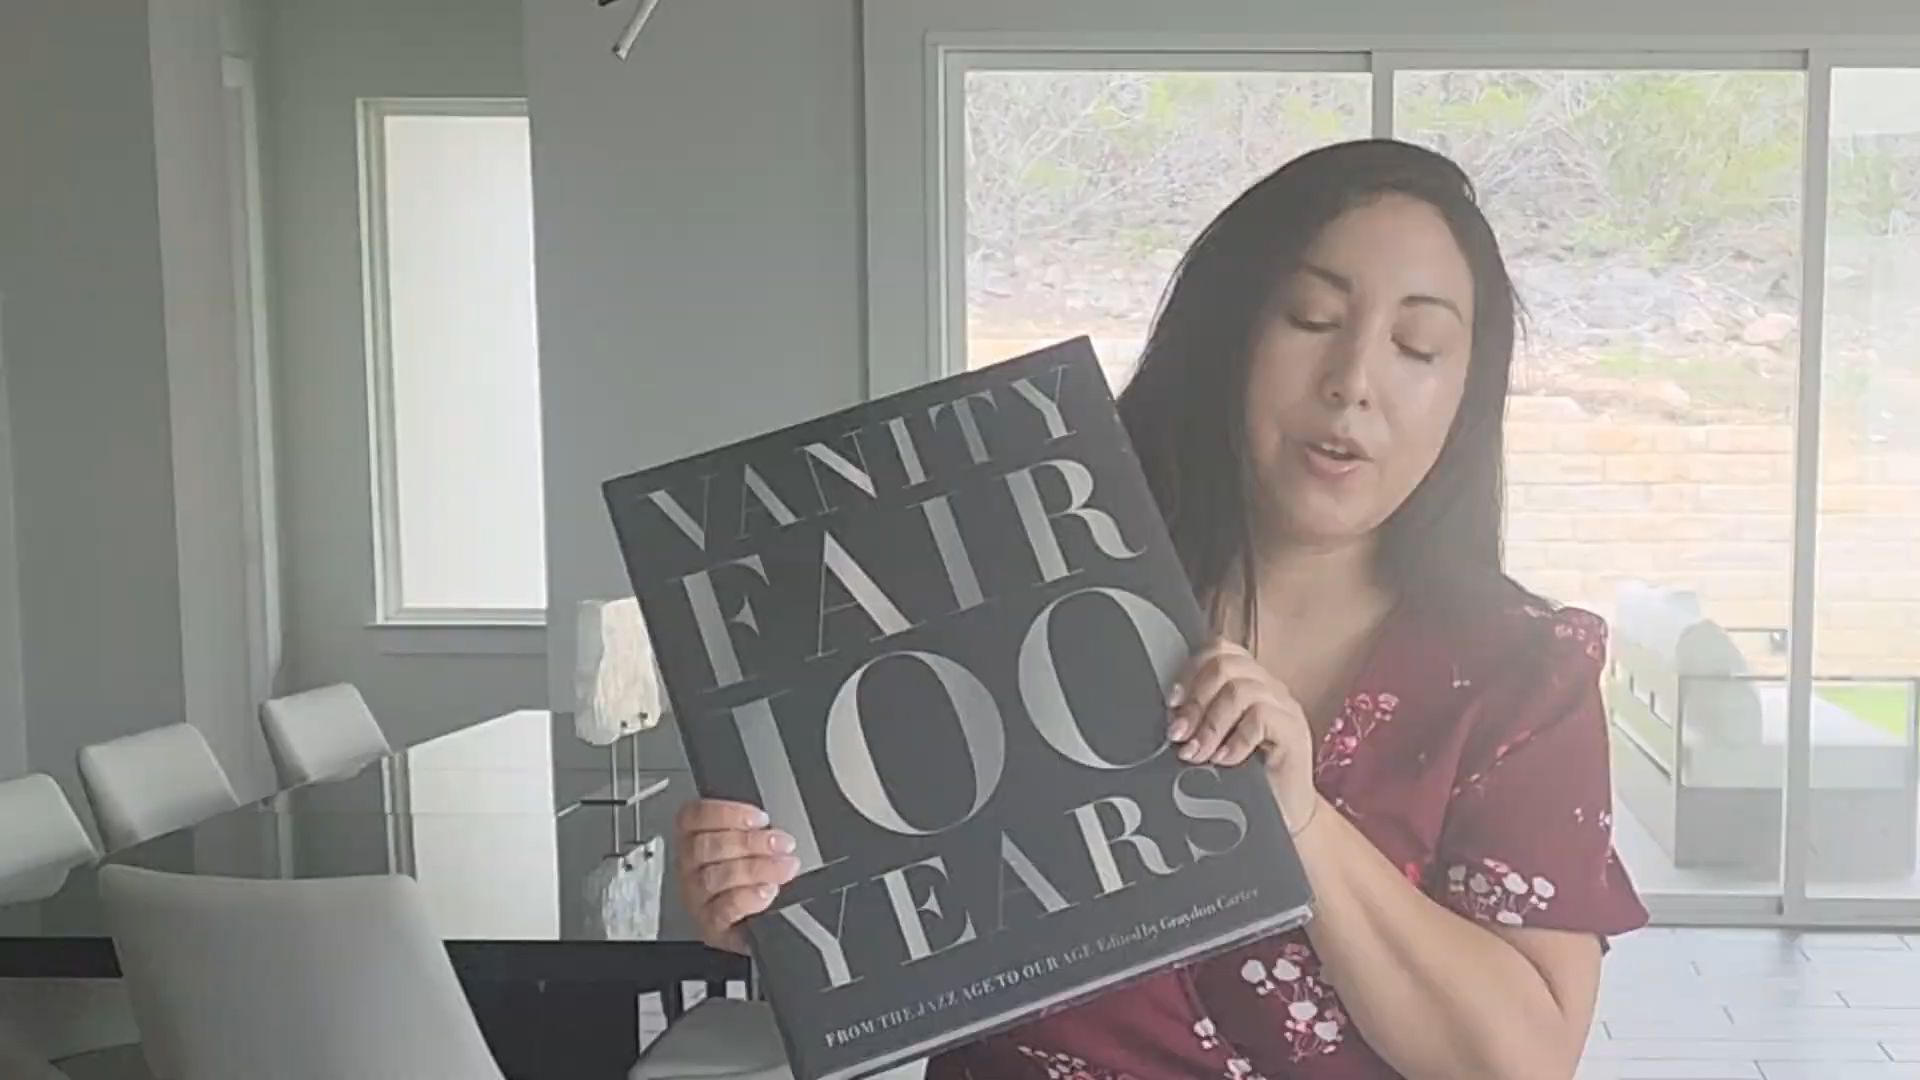 VANITY
FAIR
100
YEARS
FROM THE JAZZ AGE TO OUR AGE Edited by Graydon Carter